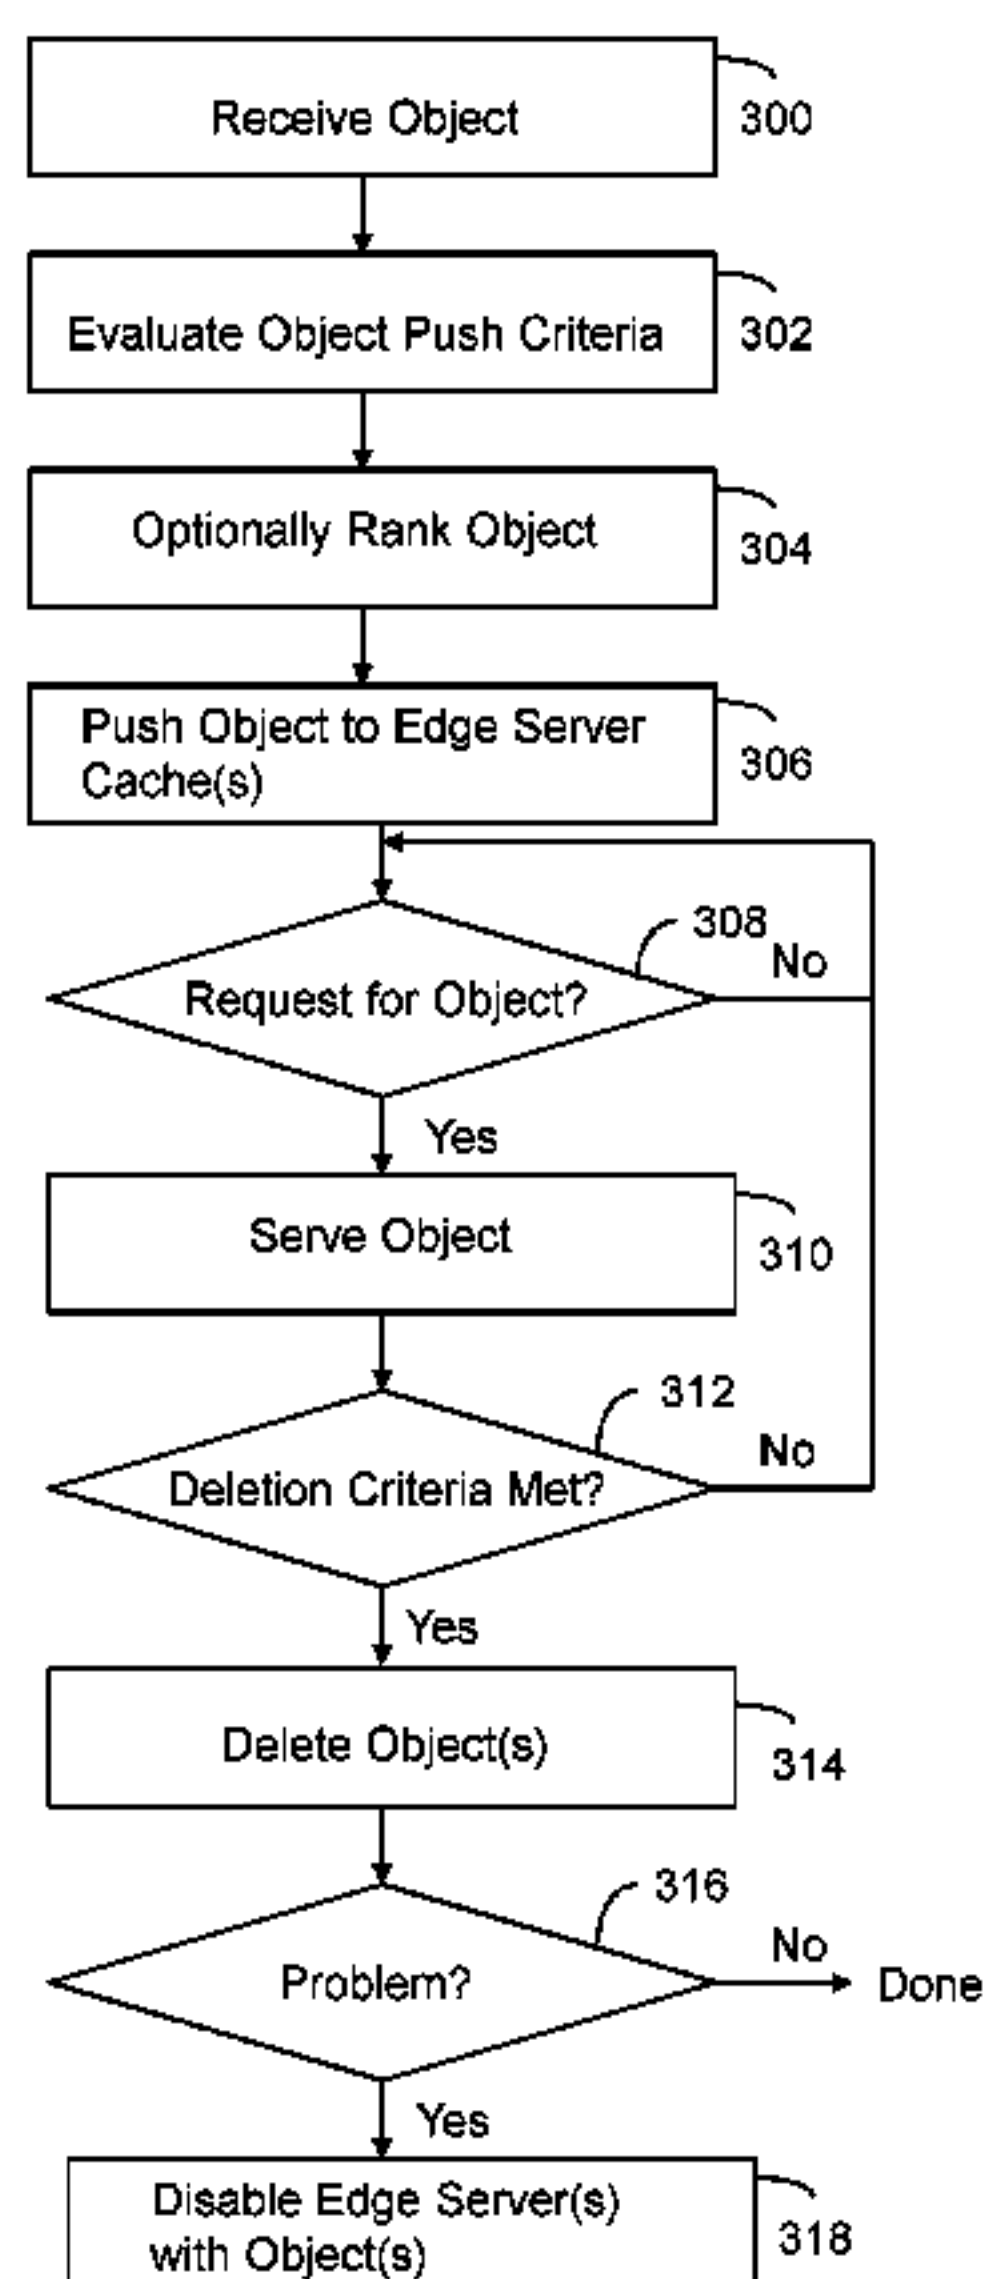 Receive Object
300
Evaluate Object Push Criteria
302
Optionally Rank Object
304
Push Object to Edge Server
Cache(s)
306
308
No
Request for Object?
Yes
Serve Object
310
312
No
Deletion Criteria Met?
Yes
Delete Object(s)
314
316
No
Problem?
Done
Yes
Disable Edge Server(s)
with Object(s)
318